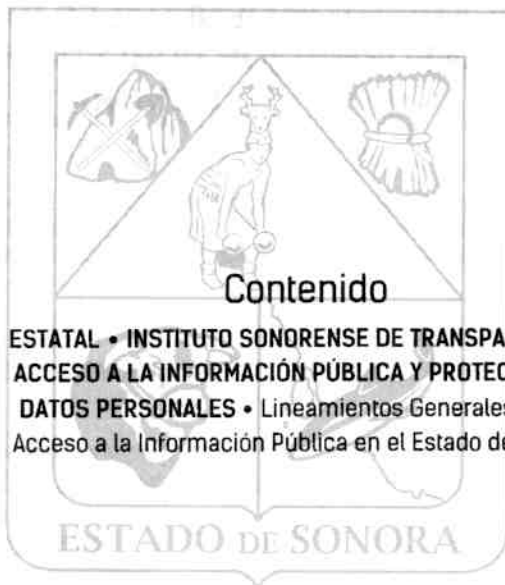 Contenido
ESTATAL • INSTITUTO SONORENSE DE TRANSPA
ACCESO A LA INFORMACIÓN PÚBLICA Y PROTEC
DATOS PERSONALES • Lineamientos Generales
Acceso a la Información Pública en el Estado de
ESTADO DE SONORA